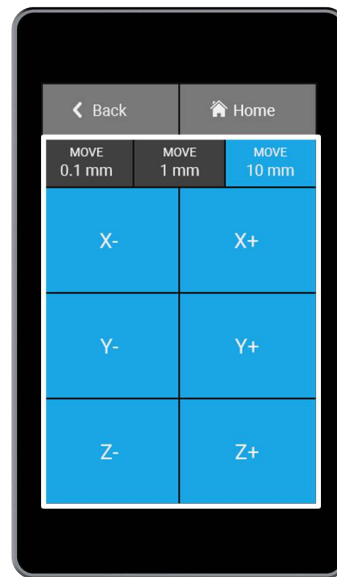 Back
Home
MOVE
0.1 mm
MOVE
1 mm
MOVE
10 mm
X-
X+
Y-
Y+
Z-
Z+